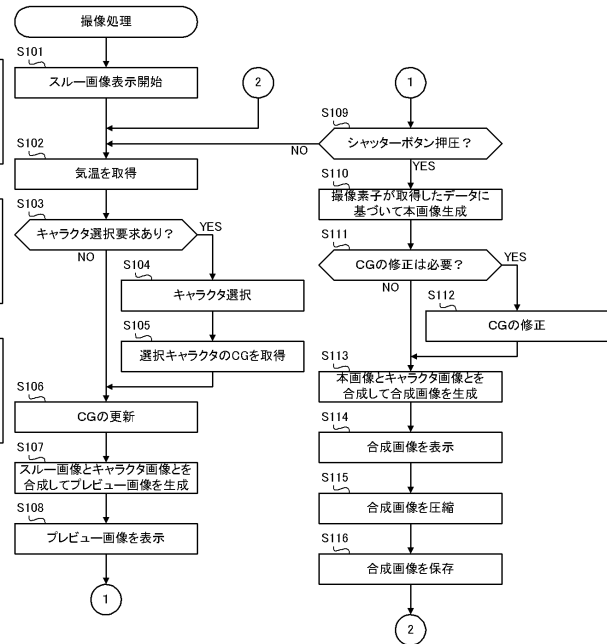 撮像処理
S101
スルー画像表示開始
2
S102
気温を取得
S103
キャラクタ選択要求あり？
YES
NO
S104
キャラクタ選択
S105
選択キャラクタのCGを取得
S106
CGの更新
S107
スルー画像とキャラクタ画像とを
合成してプレビュー画像を生成
S108
プレビュー画像を表示
1
1
S109
シャッターボタン押圧？
NO
YES
S110
撮像素子が取得したデータに
基づいて本画像生成
S111
CGの修正は必要？
YES
NO
S112
CGの修正
S113
本画像とキャラクタ画像とを
合成して合成画像を生成
S114
合成画像を表示
S115
合成画像を圧縮
S116
合成画像を保存
2